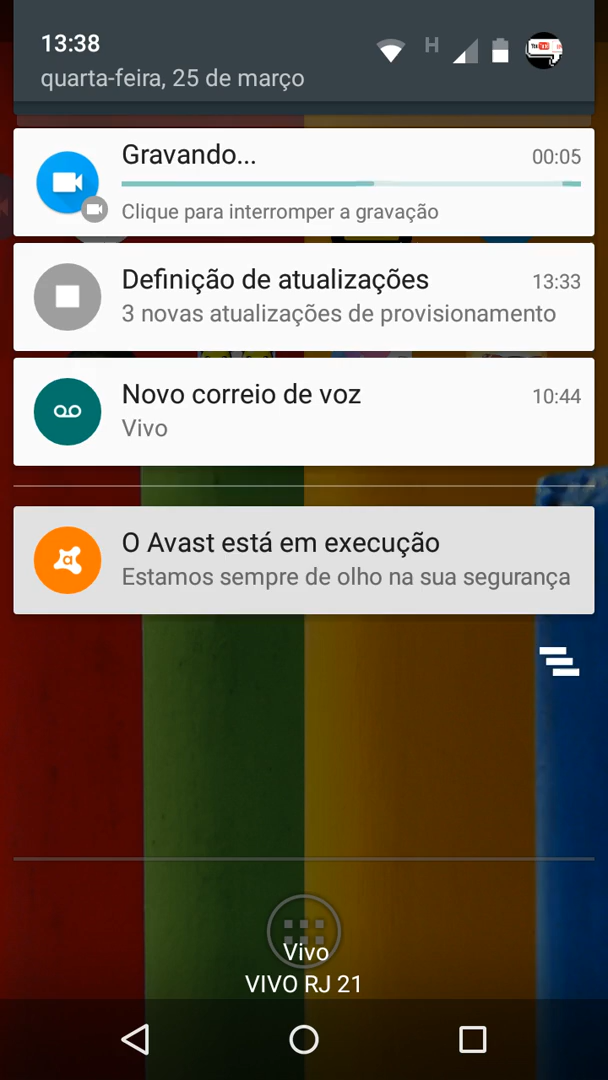 13:38
quarta-feira, 25 de março
H
Gravando...
00:05
Clique para interromper a gravação
Definição de atualizações
13:33
3 novas atualizações de provisionamento
Novo correio de voz
10:44
Vivo
O Avast está em execução
Estamos sempre de olho na sua segurança
Vivo
VIVO RJ 21